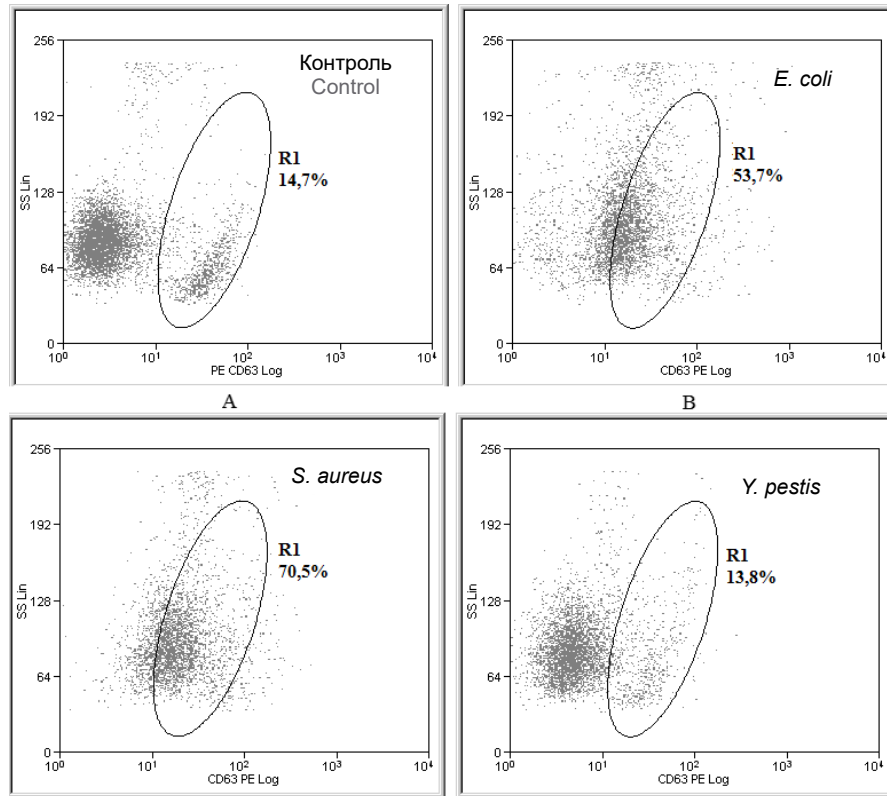 256
192
128
64
0
SS Lin
Контроль
Control
R1
14,7%
10⁰
10¹
10²
10³
10⁴
PE CD63 Log
A
256
192
128
64
0
SS Lin
E. coli
R1
53,7%
10⁰
10¹
10²
10³
10⁴
CD63 PE Log
B
256
192
128
64
0
SS Lin
S. aureus
R1
70,5%
10⁰
10¹
10²
10³
10⁴
CD63 PE Log
256
192
128
64
0
SS Lin
Y. pestis
R1
13,8%
10⁰
10¹
10²
10³
10⁴
CD63 PE Log